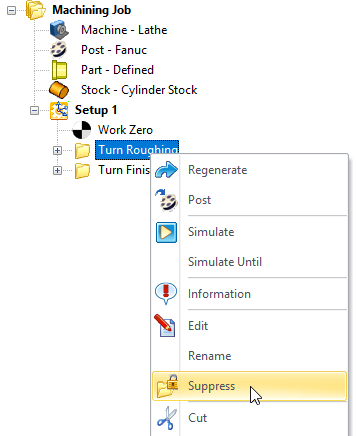 Machining Job
Machine - Lathe
Post - Fanuc
Part - Defined
Stock - Cylinder Stock
Setup 1
Work Zero
Turn Roughing
Turn Finis
Regenerate
Post
Simulate
Simulate Until
Information
Edit
Rename
Suppress
Cut